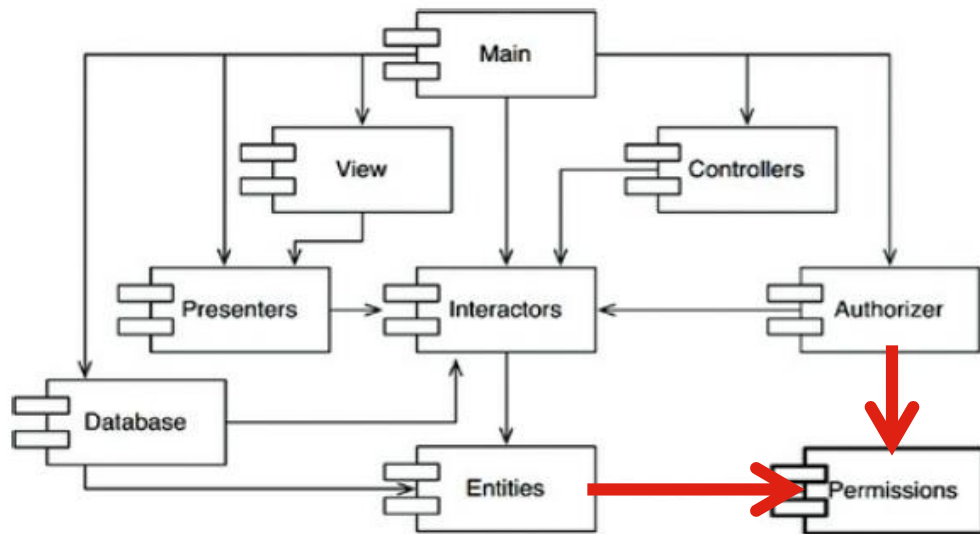 Main
View
Controllers
Presenters
Interactors
Authorizer
Database
Entities
Permissions